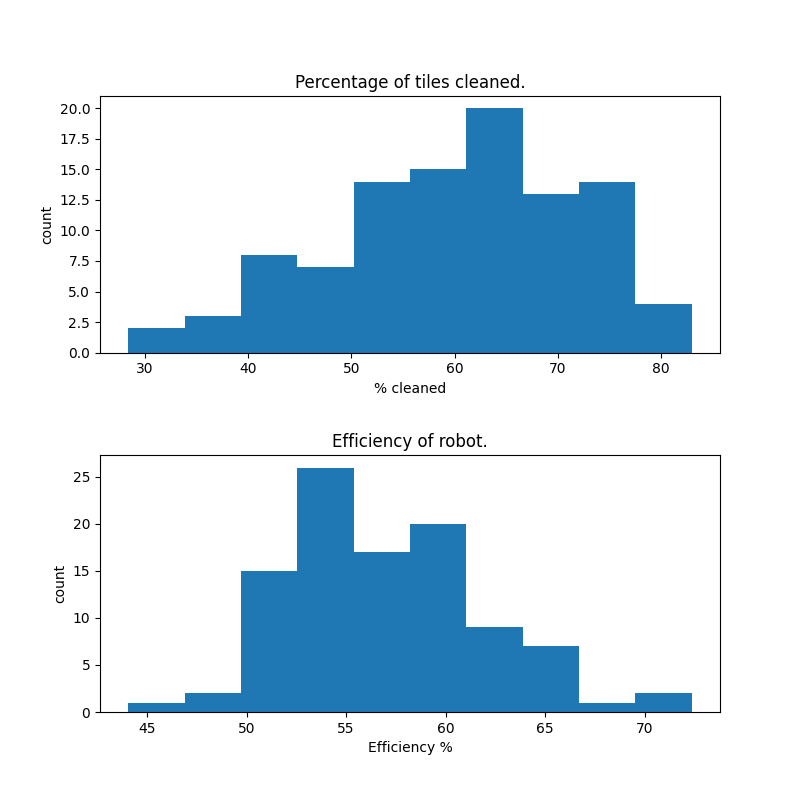 Percentage of tiles cleaned.
20.0
17.5
15.0
12.5
10.0
7.5
5.0
2.5
0.0
count
30 40 50 60 70 80
% cleaned
Efficiency of robot.
25
20
15
10
5
0
count
45 50 55 60 65 70
Efficiency %